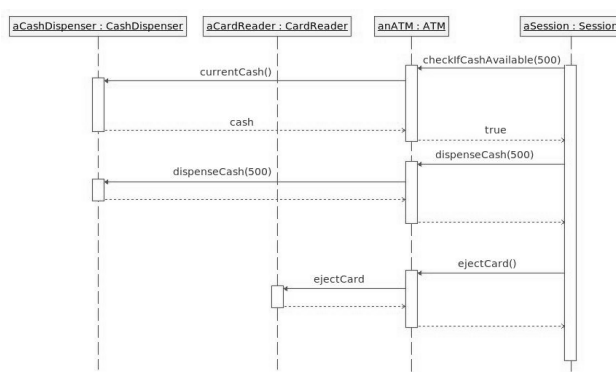 aCashDispenser : CashDispenser
aCardReader : CardReader
anATM : ATM
aSession : Session
checkIfCashAvailable(500)
currentCash()
cash
true
dispenseCash(500)
dispenseCash(500)
ejectCard()
ejectCard